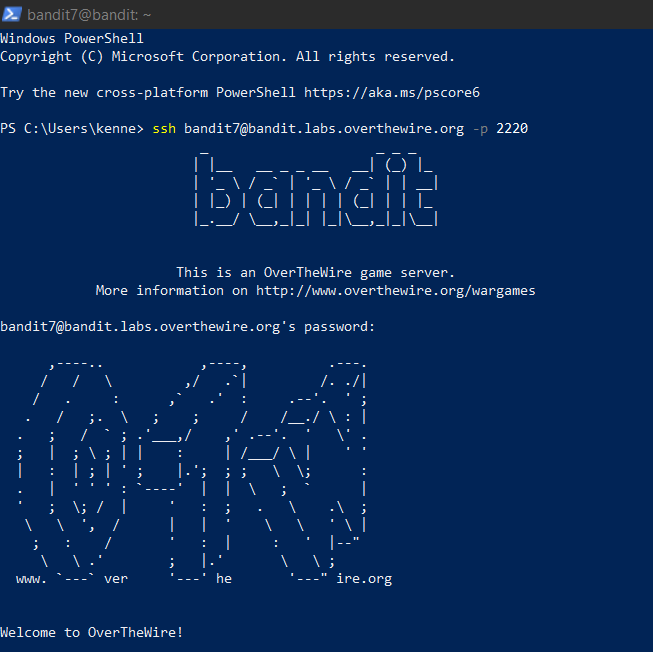 bandit7@bandit: ~
Windows PowerShell
Copyright (C) Microsoft Corporation. All rights reserved.
Try the new cross-platform PowerShell https://aka.ms/pscore6
PS C:\Users\kenne> ssh bandit7@bandit.labs.overthewire.org -p 2220
bandit
This is an OverTheWire game server.
More information on http://www.overthewire.org/wargames
bandit7@bandit.labs.overthewire.org's password:
www. ver he ire.org
Welcome to OverTheWire!